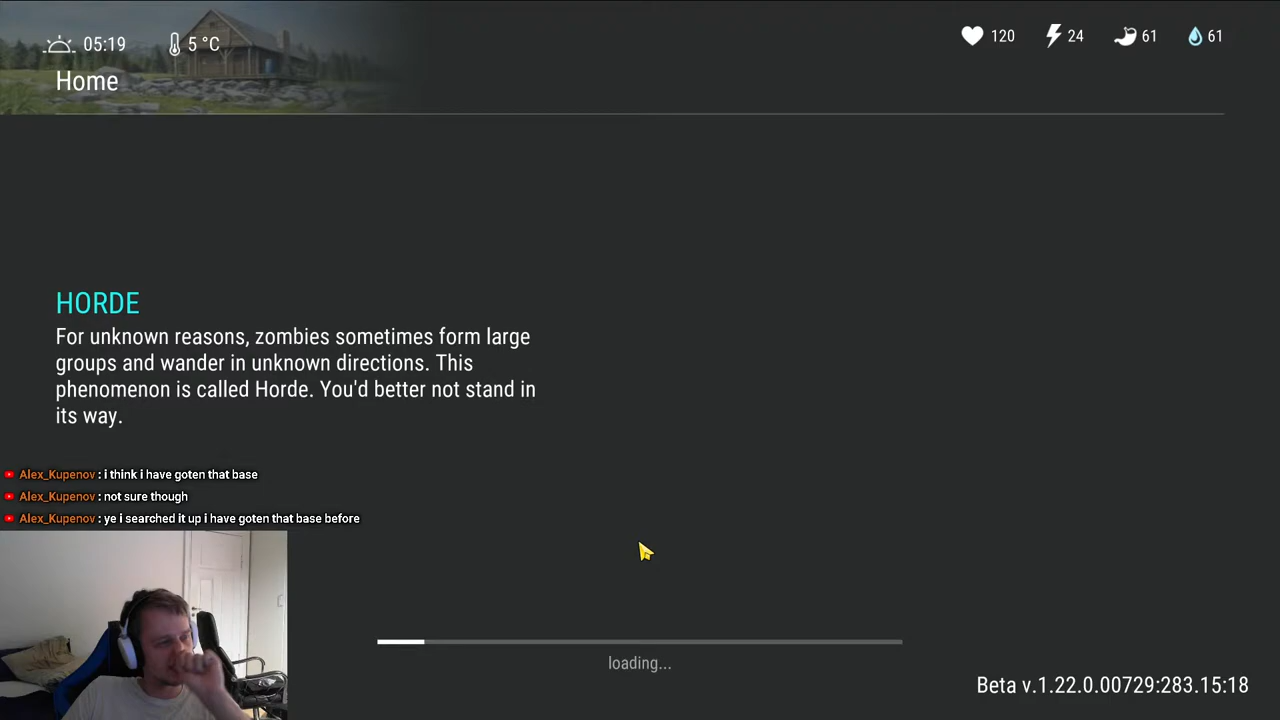 05:19
5 °C
120
24
61
61
Home
HORDE
For unknown reasons, zombies sometimes form large
groups and wander in unknown directions. This
phenomenon is called Horde. You'd better not stand in
its way.
Alex_Kupenov : i think i have goten that base
Alex_Kupenov : not sure though
Alex_Kupenov : ye i searched it up i have goten that base before
loading...
Beta v.1.22.0.00729:283.15:18